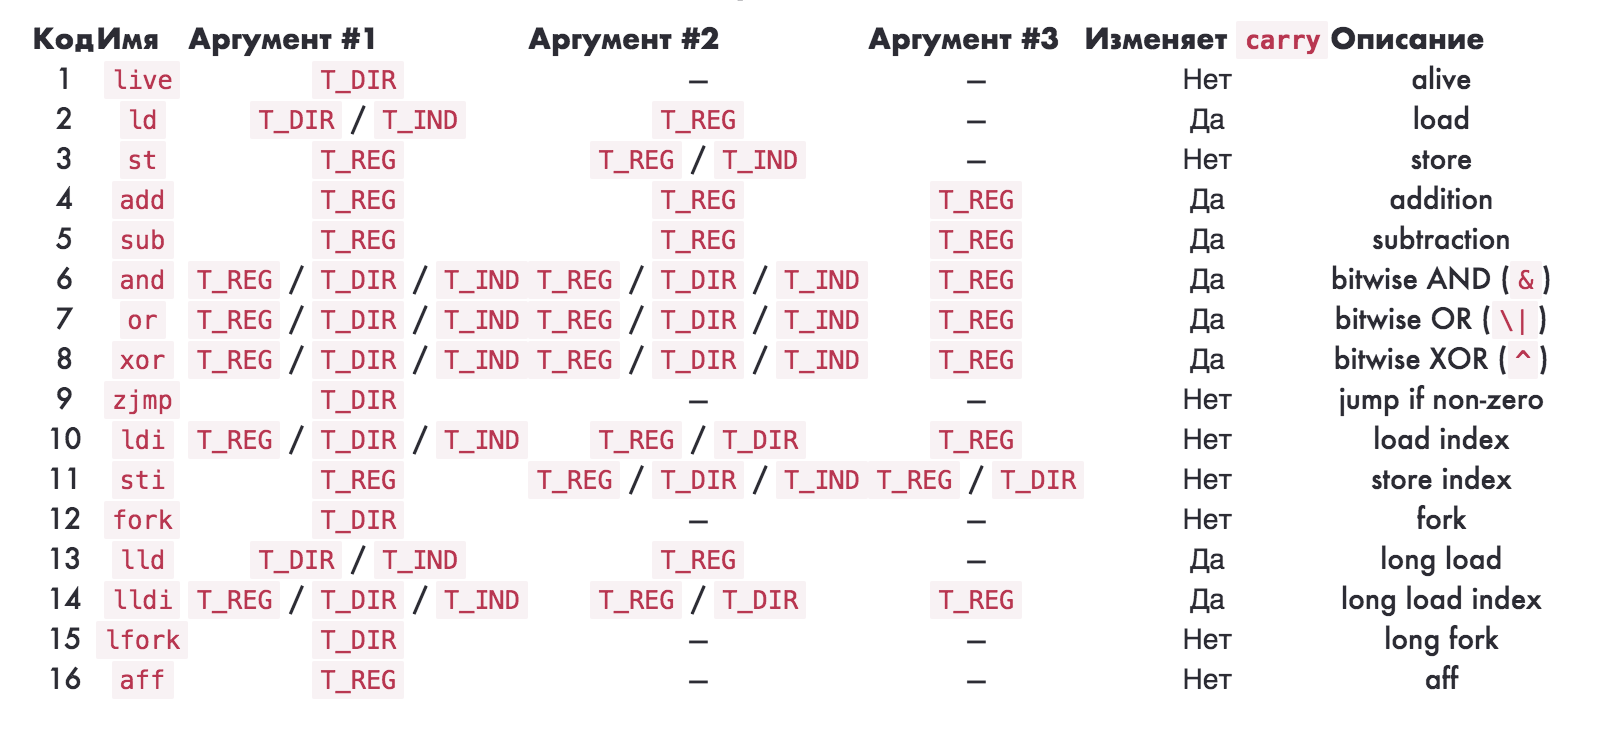 Код Имя Аргумент #1 Аргумент #2 Аргумент #3 Изменяет carry Описание
1 live T_DIR — — Нет alive
2 ld T_DIR / T_IND T_REG — Да load
3 st T_REG T_REG / T_IND — Нет store
4 add T_REG T_REG T_REG Да addition
5 sub T_REG T_REG T_REG Да subtraction
6 and T_REG / T_DIR / T_IND T_REG / T_DIR / T_IND T_REG Да bitwise AND ( & )
7 or T_REG / T_DIR / T_IND T_REG / T_DIR / T_IND T_REG Да bitwise OR ( \| )
8 xor T_REG / T_DIR / T_IND T_REG / T_DIR / T_IND T_REG Да bitwise XOR ( ^ )
9 zjmp T_DIR — — Нет jump if non-zero
10 ldi T_REG / T_DIR / T_IND T_REG / T_DIR T_REG Нет load index
11 sti T_REG T_REG / T_DIR / T_IND T_REG / T_DIR Нет store index
12 fork T_DIR — — Нет fork
13 lld T_DIR / T_IND T_REG — Да long load
14 lldi T_REG / T_DIR / T_IND T_REG / T_DIR T_REG Да long load index
15 lfork T_DIR — — Нет long fork
16 aff T_REG — — Нет aff